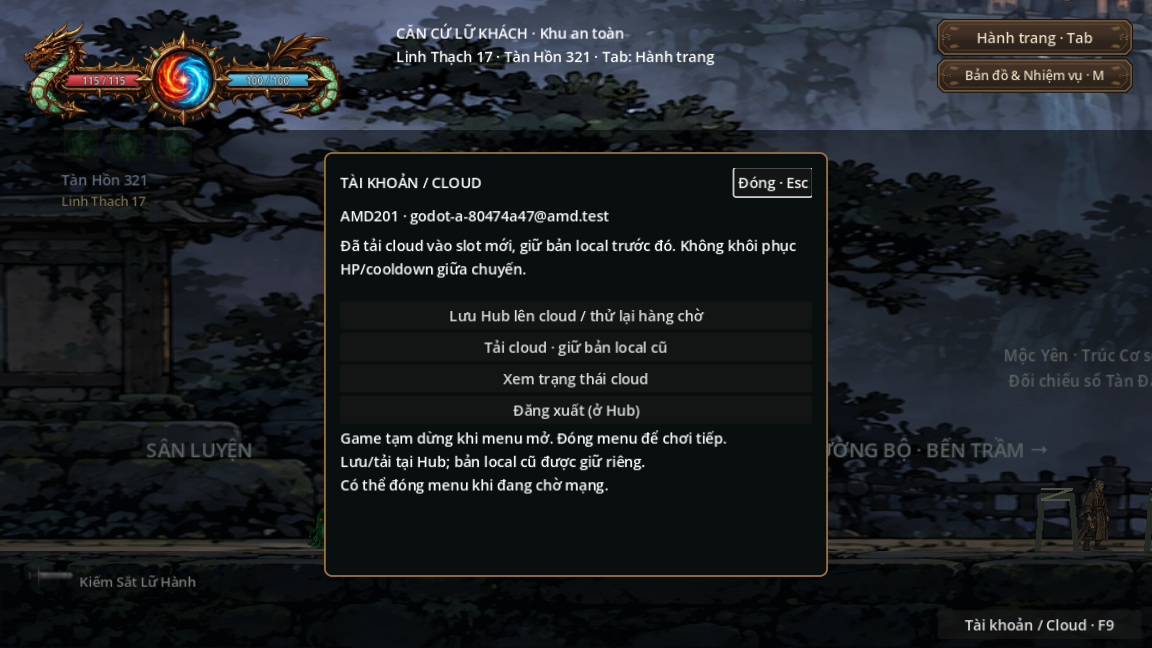 CĂN CỨ LỮ KHÁCH · Khu an toàn
Linh Thạch 17 · Tàn Hồn 321 · Tab: Hành trang
Hành trang · Tab
Bản đồ & Nhiệm vụ · M
115 / 115
100 / 100
Tàn Hồn 321
Linh Thạch 17
TÀI KHOẢN / CLOUD
Đóng · Esc
AMD201 · godot-a-80474a47@amd.test
Đã tải cloud vào slot mới, giữ bản local trước đó. Không khôi phục
HP/cooldown giữa chuyến.
Lưu Hub lên cloud / thử lại hàng chờ
Tải cloud · giữ bản local cũ
Xem trạng thái cloud
Đăng xuất (ở Hub)
Game tạm dừng khi menu mở. Đóng menu để chơi tiếp.
Lưu/tải tại Hub; bản local cũ được giữ riêng.
Có thể đóng menu khi đang chờ mạng.
Mộc Yên · Trúc Cơ s
Đối chiếu sổ Tàn Đ
SÂN LUYỆN
ƯỜNG BỘ · BẾN TRẦM →
Kiếm Sắt Lữ Hành
Tài khoản / Cloud · F9